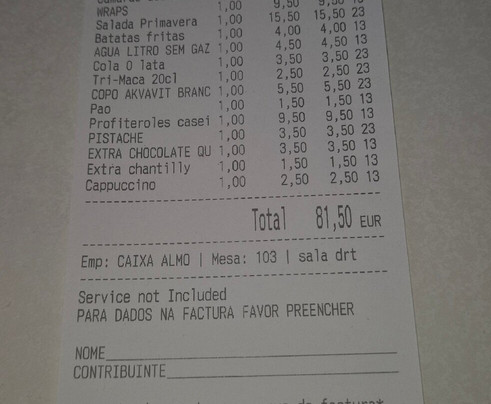 WRAPS 1,00 9,50 9,50 13
Salada Primavera 1,00 15,50 15,50 23
Batatas fritas 1,00 4,00 4,00 13
AGUA LITRO SEM GAZ 1,00 4,50 4,50 13
Cola 0 lata 1,00 3,50 3,50 23
Tri-Maca 20cl 1,00 2,50 2,50 23
COPO AKVAVIT BRANC 1,00 5,50 5,50 23
Pao 1,00 1,50 1,50 13
Profiteroles casei 1,00 9,50 9,50 13
PISTACHE 1,00 3,50 3,50 23
EXTRA CHOCOLATE QU 1,00 3,50 3,50 13
Extra chantilly 1,00 1,50 1,50 13
Cappuccino 1,00 2,50 2,50 13
Total 81,50 EUR
Emp: CAIXA ALMO | Mesa: 103 | sala drt
Service not Included
PARA DADOS NA FACTURA FAVOR PREENCHER
NOME
CONTRIBUINTE